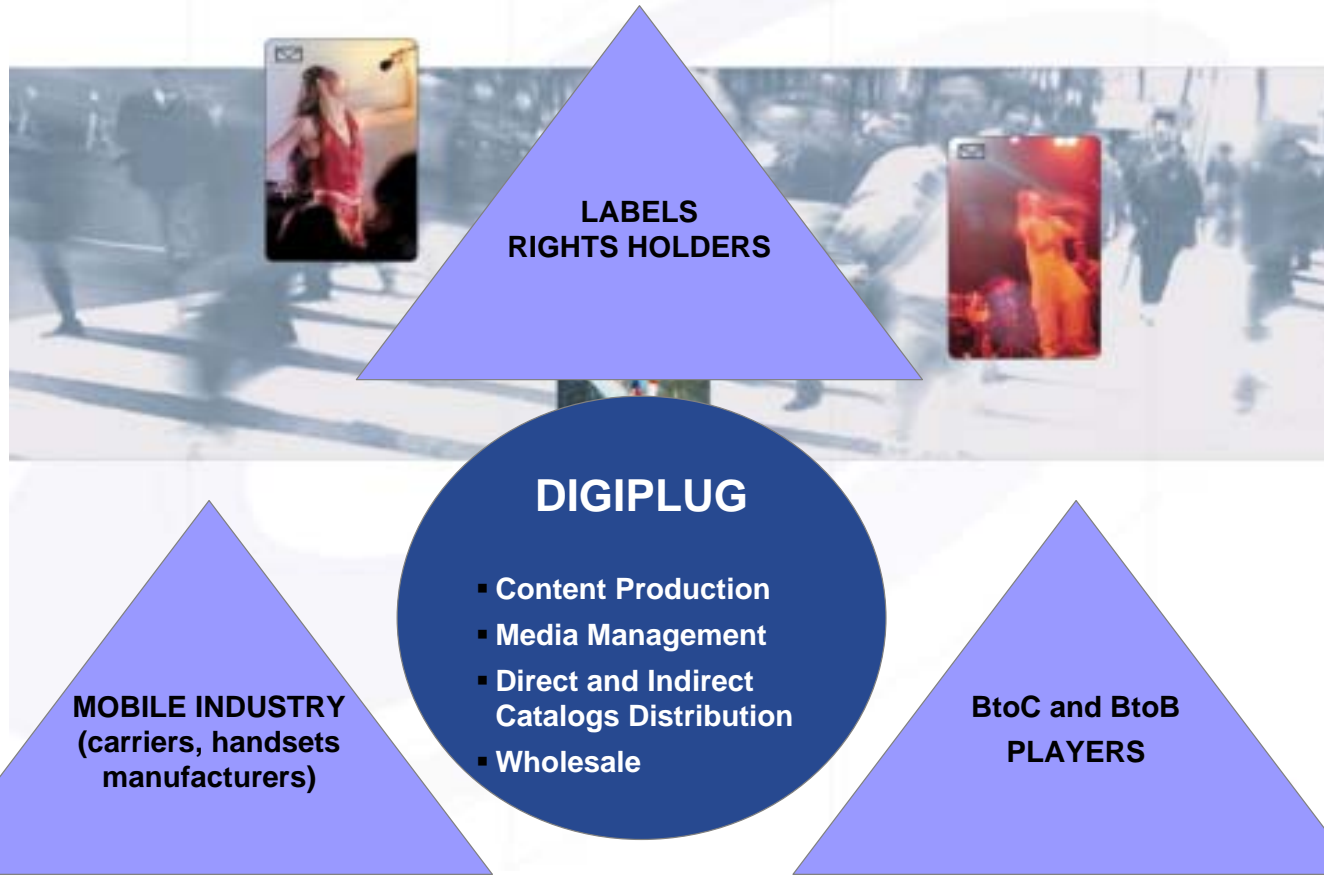 LABELS
RIGHTS HOLDERS
DIGIPLUG
▪ Content Production
▪ Media Management
▪ Direct and Indirect
Catalogs Distribution
▪ Wholesale
MOBILE INDUSTRY
(carriers, handsets
manufacturers)
BtoC and BtoB
PLAYERS